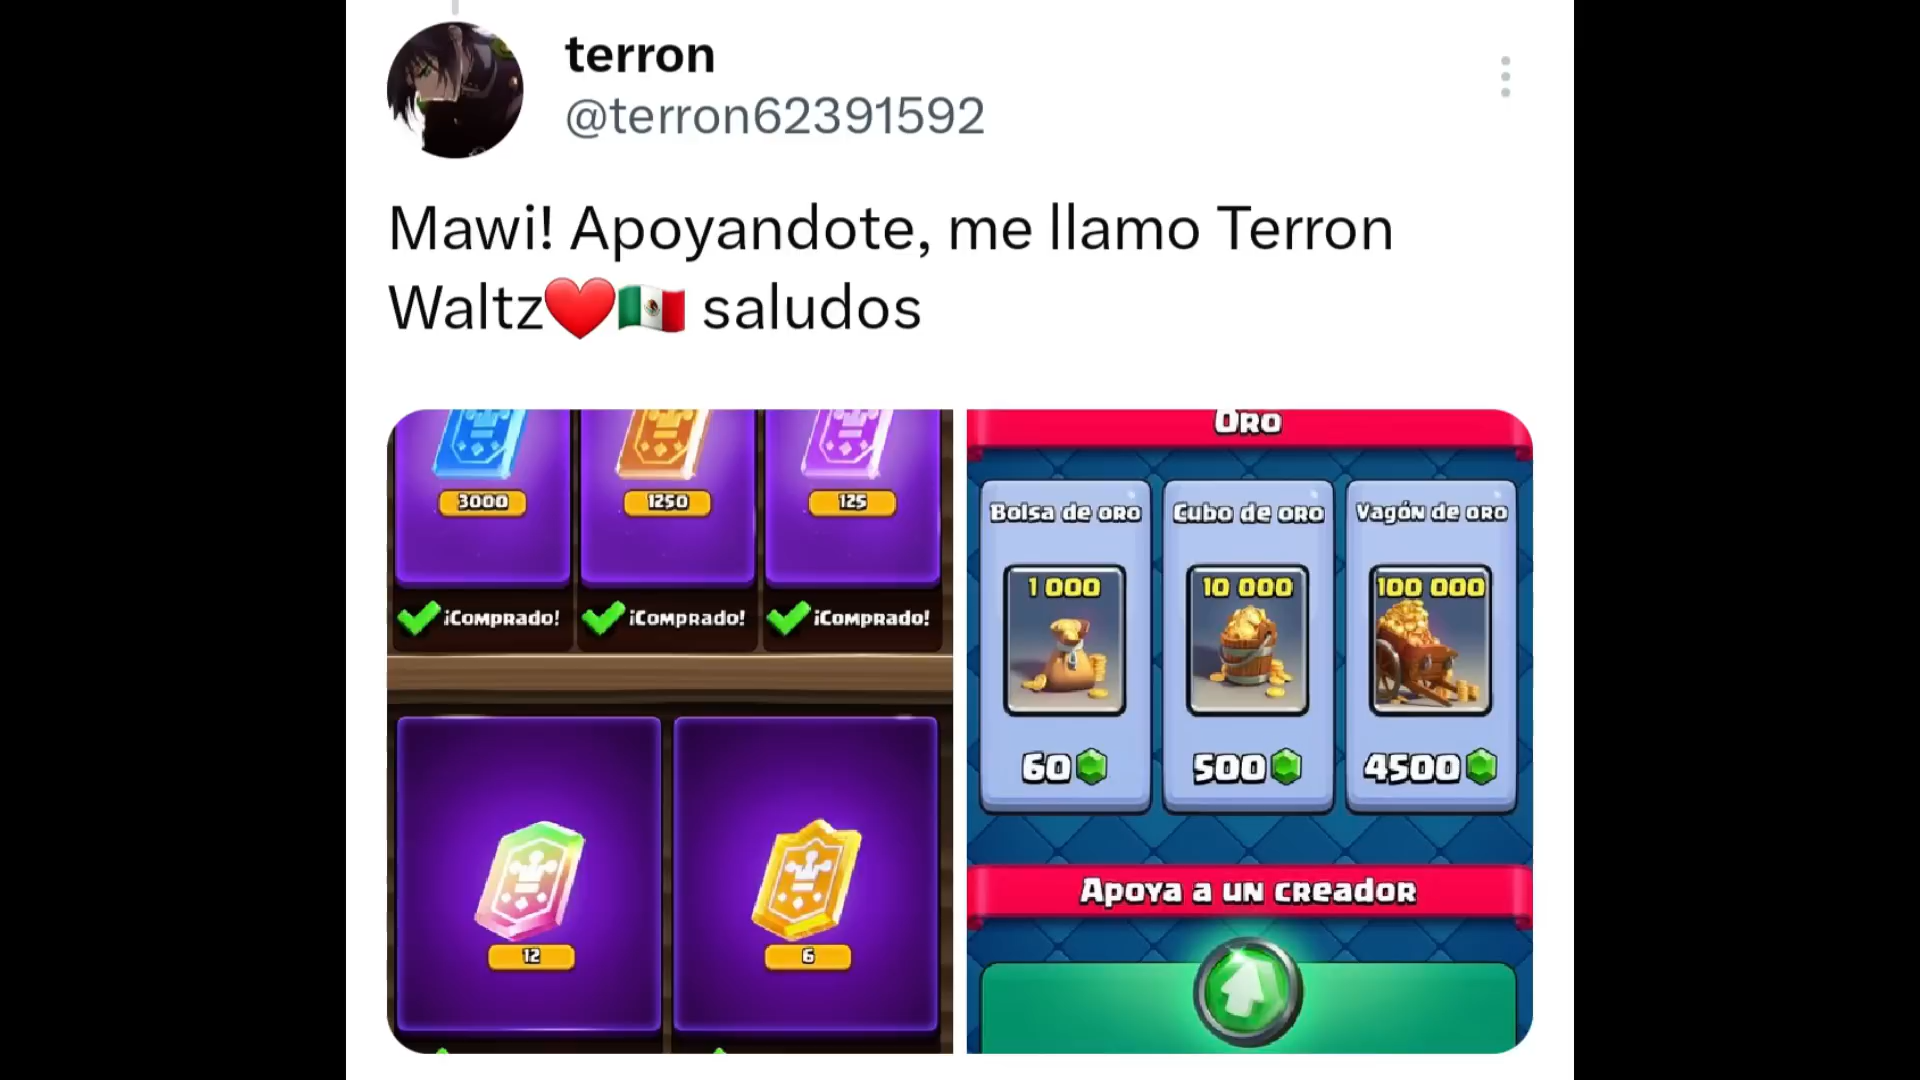 terron
@terron62391592
Mawi! Apoyandote, me llamo Terron
Waltz❤️🇲🇽 saludos
3000
1250
125
¡Comprado!
¡Comprado!
¡Comprado!
12
6
Oro
Bolsa de oro
Cubo de oro
Vagón de oro
1 000
10 000
100 000
60
500
4500
Apoya a un creador